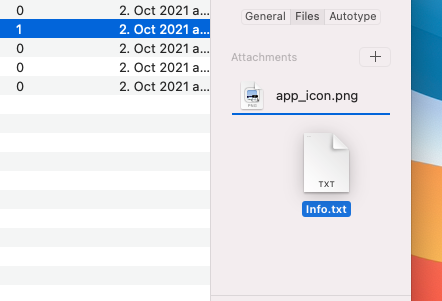 General Files Autotype
0 2. Oct 2021 a...
1 2. Oct 2021 a...
0 2. Oct 2021 a...
0 2. Oct 2021 a...
0 2. Oct 2021 a...
Attachments +
PNG
app_icon.png
TXT
Info.txt